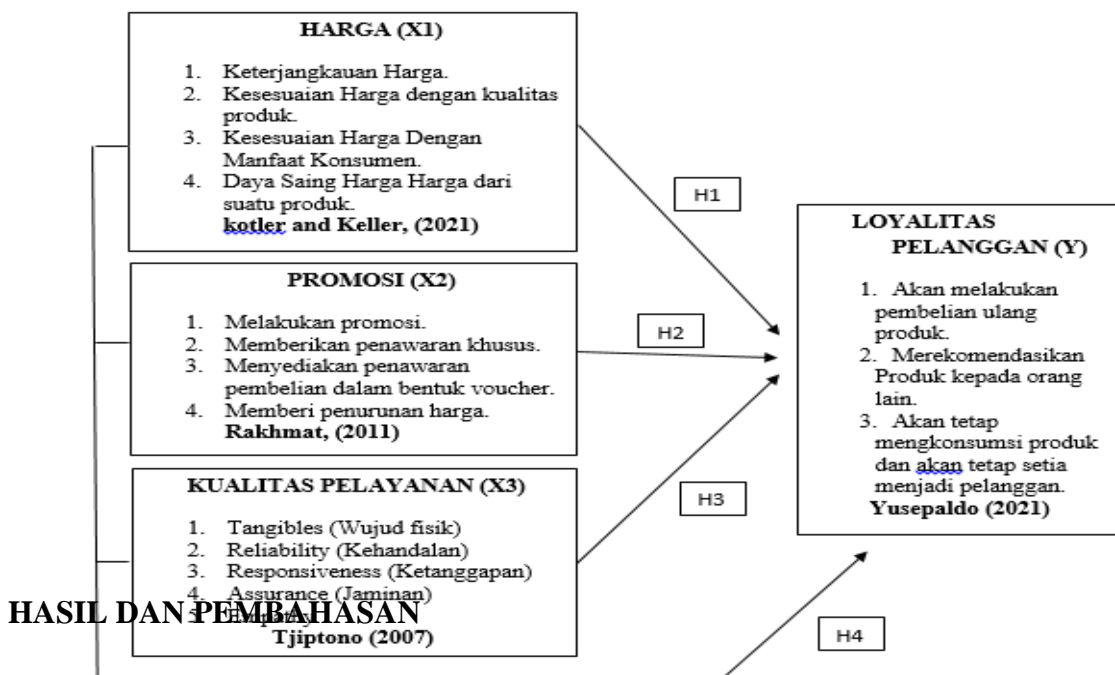 HARGA (X1)
1. Keterjangkauan Harga.
2. Kesesuaian Harga dengan kualitas
produk.
3. Kesesuaian Harga Dengan
Manfaat Konsumen.
4. Daya Saing Harga Harga dari
suatu produk.
kotler and Keller, (2021)
PROMOSI (X2)
1. Melakukan promosi.
2. Memberikan penawaran khusus.
3. Menyediakan penawaran
pembelian dalam bentuk voucher.
4. Memberi penurunan harga.
Rakhmat, (2011)
KUALITAS PELAYANAN (X3)
1. Tangibles (Wujud fisik)
2. Reliability (Kehandalan)
3. Responsiveness (Ketanggapan)
4. Assurance (Jaminan)
HASIL DAN PEMBAHASAN
Tjiptono (2007)
H1
H2
H3
H4
LOYALITAS
PELANGGAN (Y)
1. Akan melakukan
pembelian ulang
produk.
2. Merekomendasikan
Produk kepada orang
lain.
3. Akan tetap
mengkonsumsi produk
dan akan tetap setia
menjadi pelanggan.
Yusepaldo (2021)